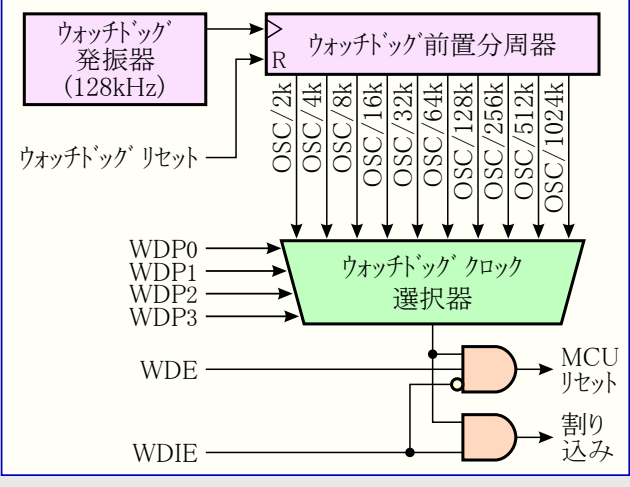 ウォッチドッグ
発振器
(128kHz)
ウォッチドッグ前置分周器
R
ウォッチドッグ リセット
OSC/2k
OSC/4k
OSC/8k
OSC/16k
OSC/32k
OSC/64k
OSC/128k
OSC/256k
OSC/512k
OSC/1024k
WDP0
WDP1
WDP2
WDP3
ウォッチドッグ クロック
選択器
WDE
MCU
リセット
WDIE
割り
込み